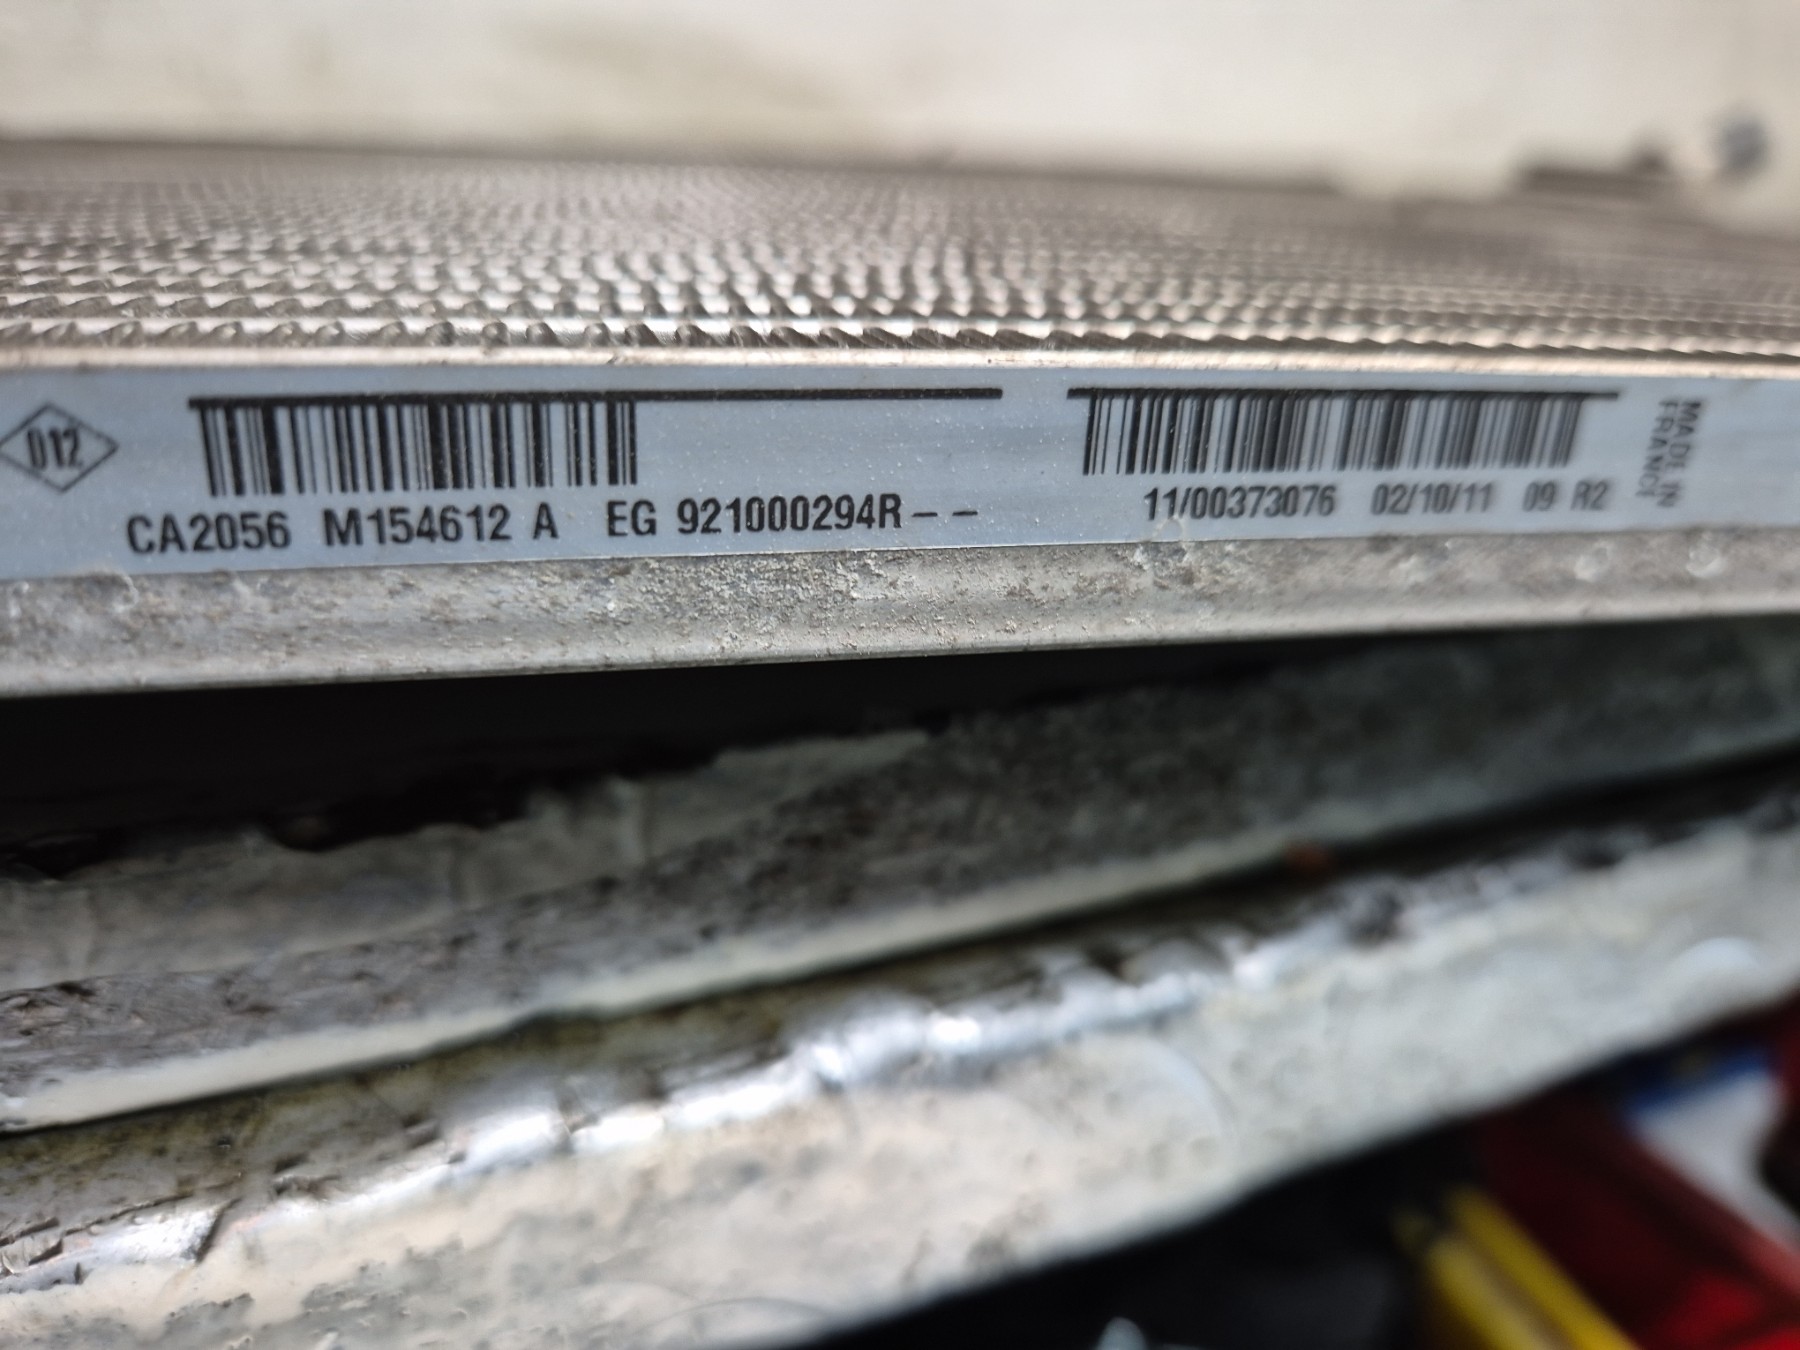 D12
CA2056 M154612 A EG 921000294R--
11/00373076 02/10/11 09 R2
MADE IN
FRANCE